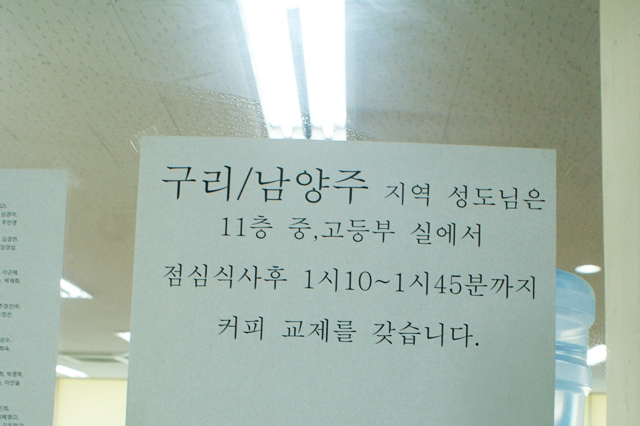 구리/남양주 지역 성도님은
11층 중,고등부 실에서
점심식사후 1시10~1시45분까지
커피 교제를 갖습니다.